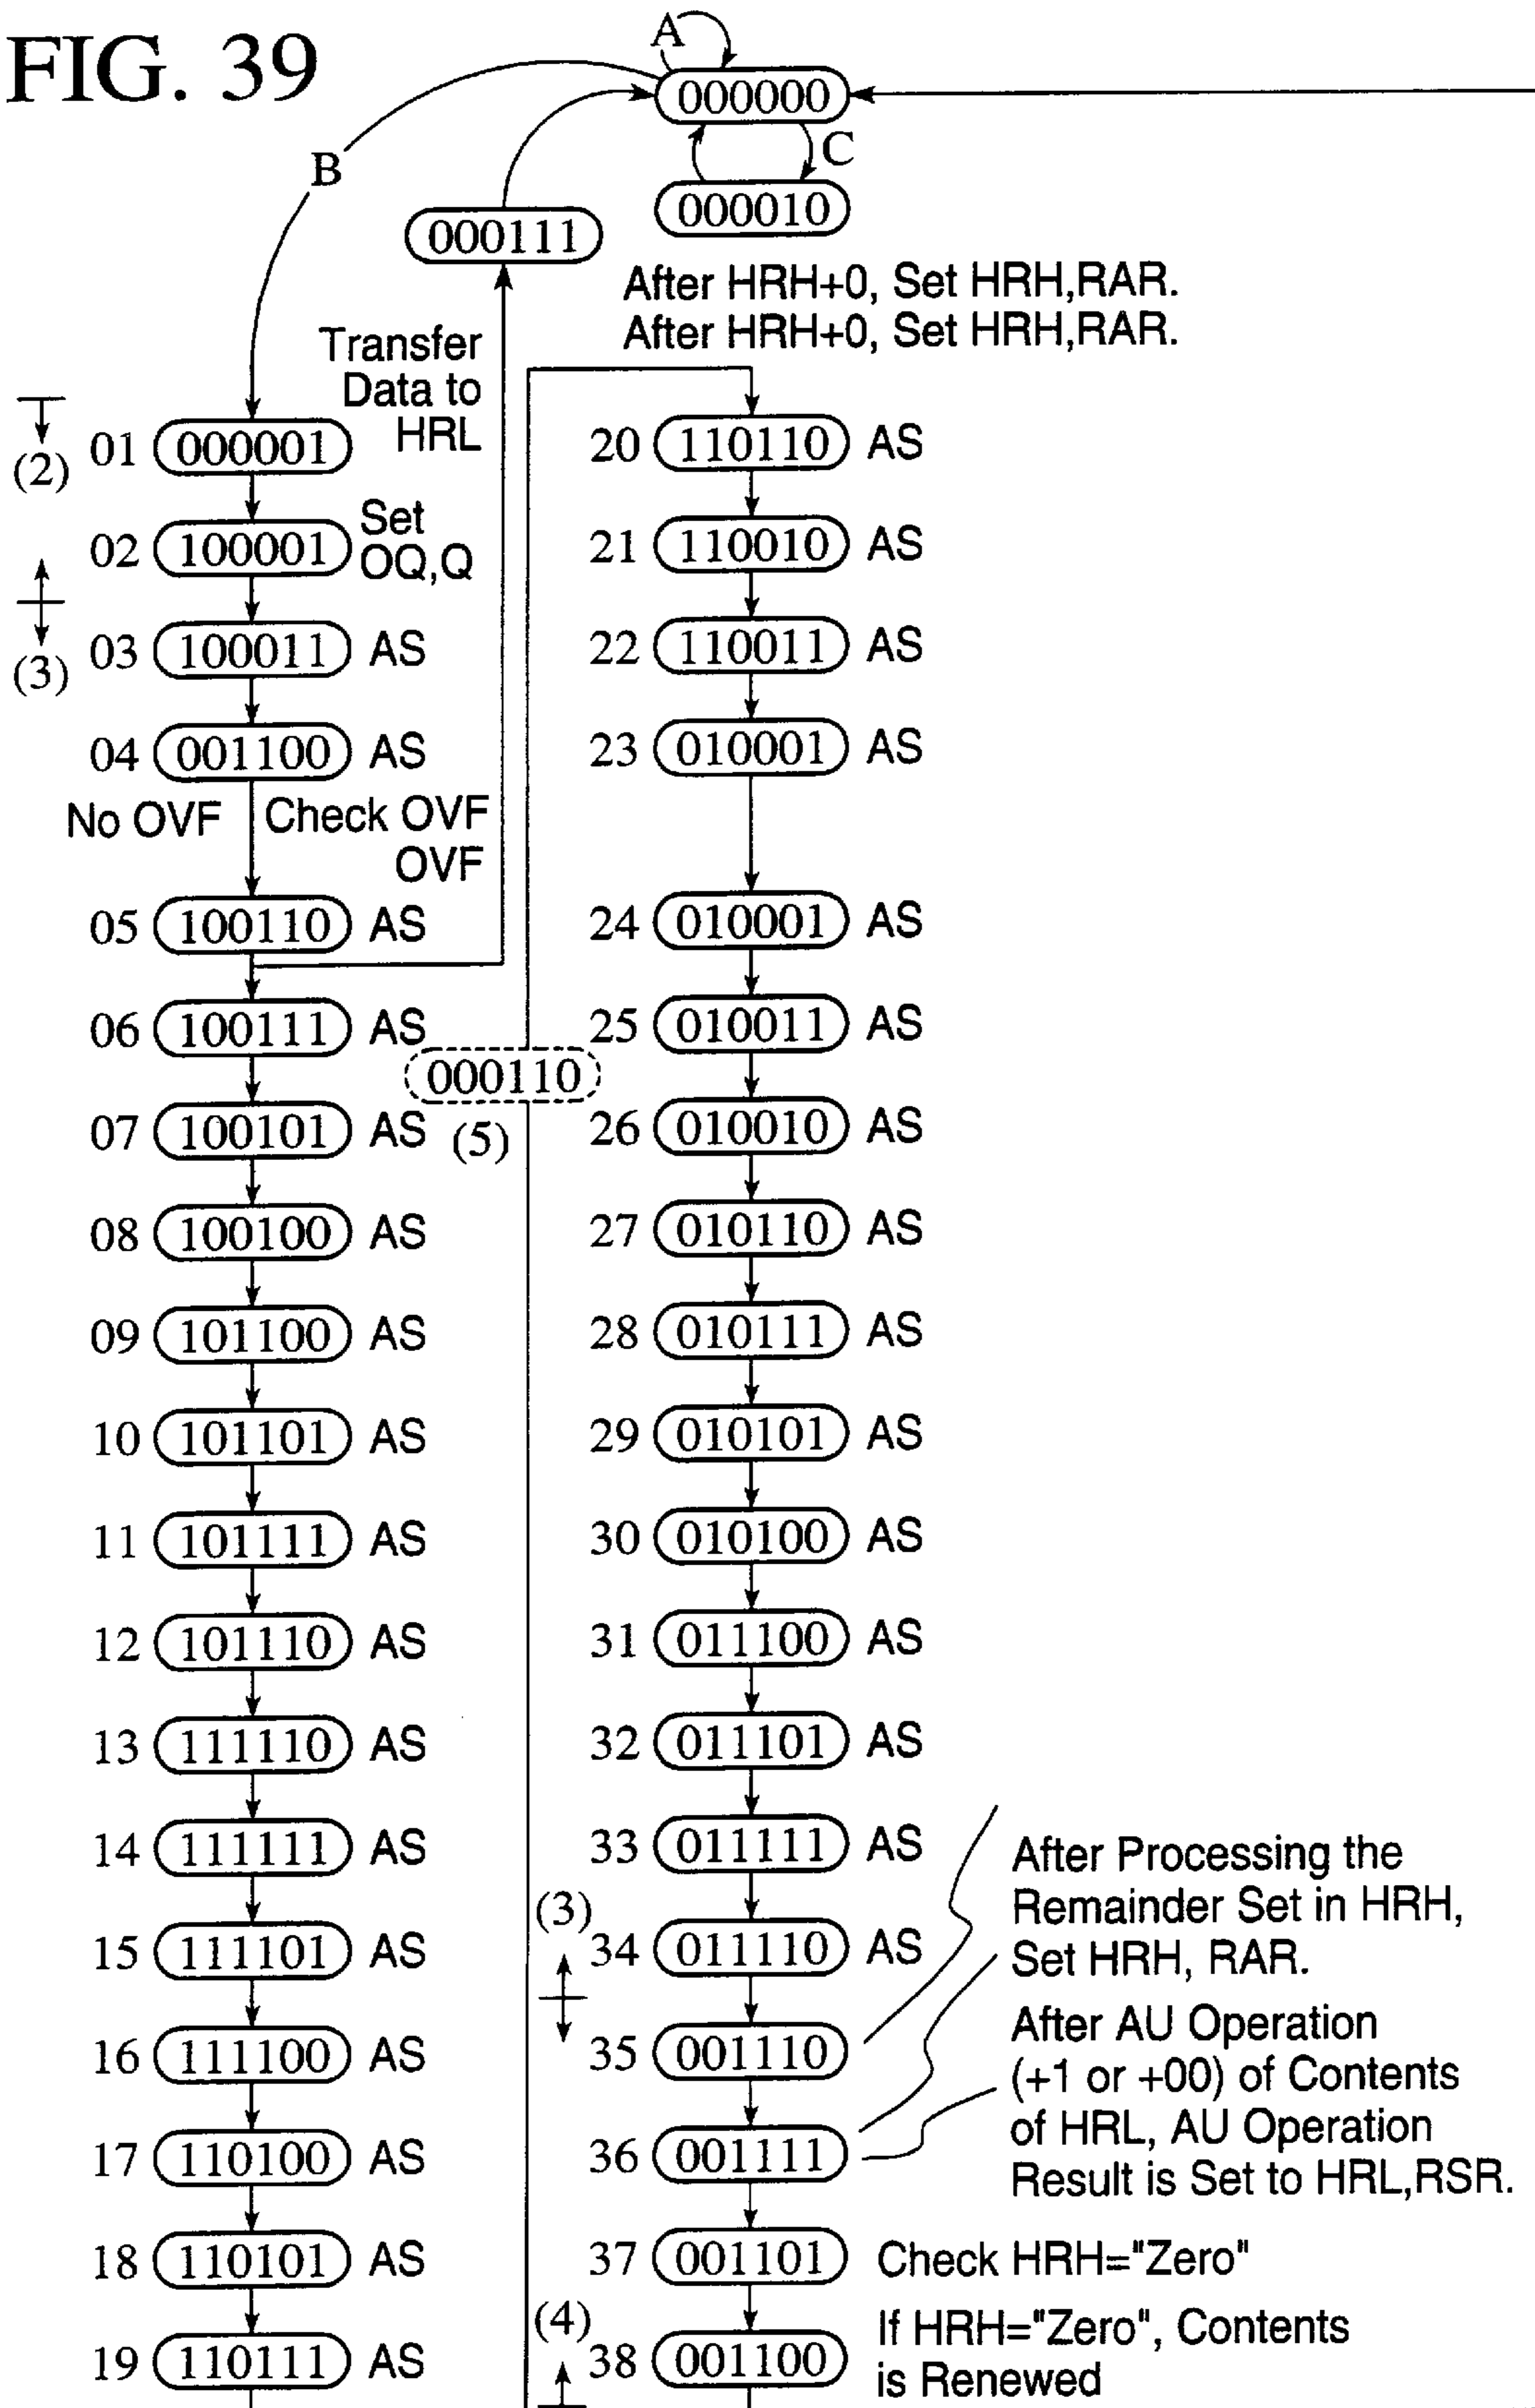 FIG. 39
A
000000
B
C
000010
000111
After HRH+0, Set HRH,RAR.
After HRH+0, Set HRH,RAR.
Transfer
Data to
HRL
(2)
01 000001
02 100001 Set
OQ,Q
(3)
03 100011 AS
04 001100 AS
No OVF Check OVF
OVF
05 100110 AS
06 100111 AS
000110
(5)
07 100101 AS
08 100100 AS
09 101100 AS
10 101101 AS
11 101111 AS
12 101110 AS
13 111110 AS
14 111111 AS
15 111101 AS
16 111100 AS
17 110100 AS
18 110101 AS
19 110111 AS
20 110110 AS
21 110010 AS
22 110011 AS
23 010001 AS
24 010001 AS
25 010011 AS
26 010010 AS
27 010110 AS
28 010111 AS
29 010101 AS
30 010100 AS
31 011100 AS
32 011101 AS
33 011111 AS
(3)
34 011110 AS
35 001110
After Processing the
Remainder Set in HRH,
Set HRH, RAR.
36 001111
After AU Operation
(+1 or +00) of Contents
of HRL, AU Operation
Result is Set to HRL,RSR.
37 001101 Check HRH="Zero"
(4)
38 001100 If HRH="Zero", Contents
is Renewed